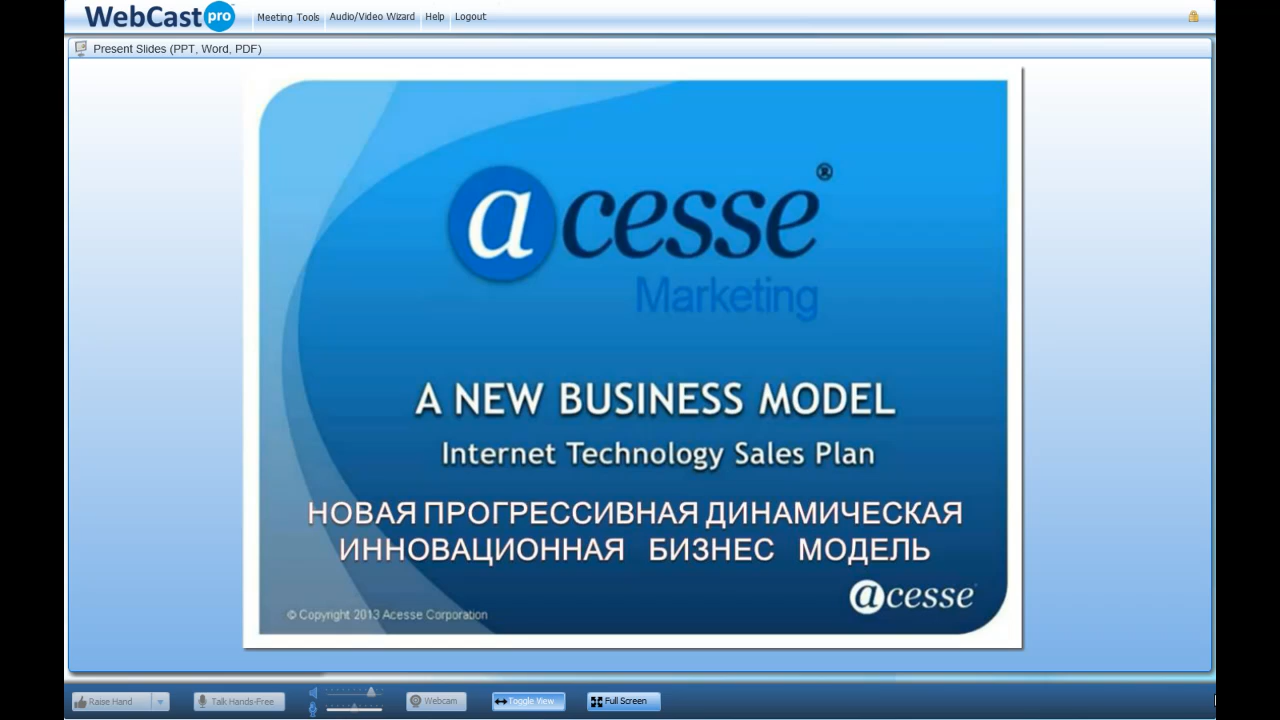 WebCast pro
Meeting Tools Audio/Video Wizard Help Logout
Present Slides (PPT, Word, PDF)
acesse®
Marketing
A NEW BUSINESS MODEL
Internet Technology Sales Plan
НОВАЯ ПРОГРЕССИВНАЯ ДИНАМИЧЕСКАЯ
ИННОВАЦИОННАЯ БИЗНЕС МОДЕЛЬ
acesse
© Copyright 2013 Acesse Corporation
Raise Hand Talk Hands-Free Webcam Toggle View Full Screen